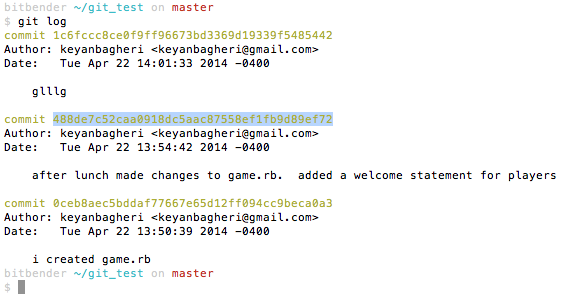 bitbender ~/git_test on master
$ git log
commit 1c6fccc8ce0f9ff96673bd3369d19339f5485442
Author: keyanbagheri <keyanbagheri@gmail.com>
Date:   Tue Apr 22 14:01:33 2014 -0400
glllg
commit 488de7c52caa0918dc5aac87558ef1fb9d89ef72
Author: keyanbagheri <keyanbagheri@gmail.com>
Date:   Tue Apr 22 13:54:42 2014 -0400
after lunch made changes to game.rb.  added a welcome statement for players
commit 0ceb8aec5bddaf77667e65d12ff094cc9beca0a3
Author: keyanbagheri <keyanbagheri@gmail.com>
Date:   Tue Apr 22 13:50:39 2014 -0400
i created game.rb
bitbender ~/git_test on master
$